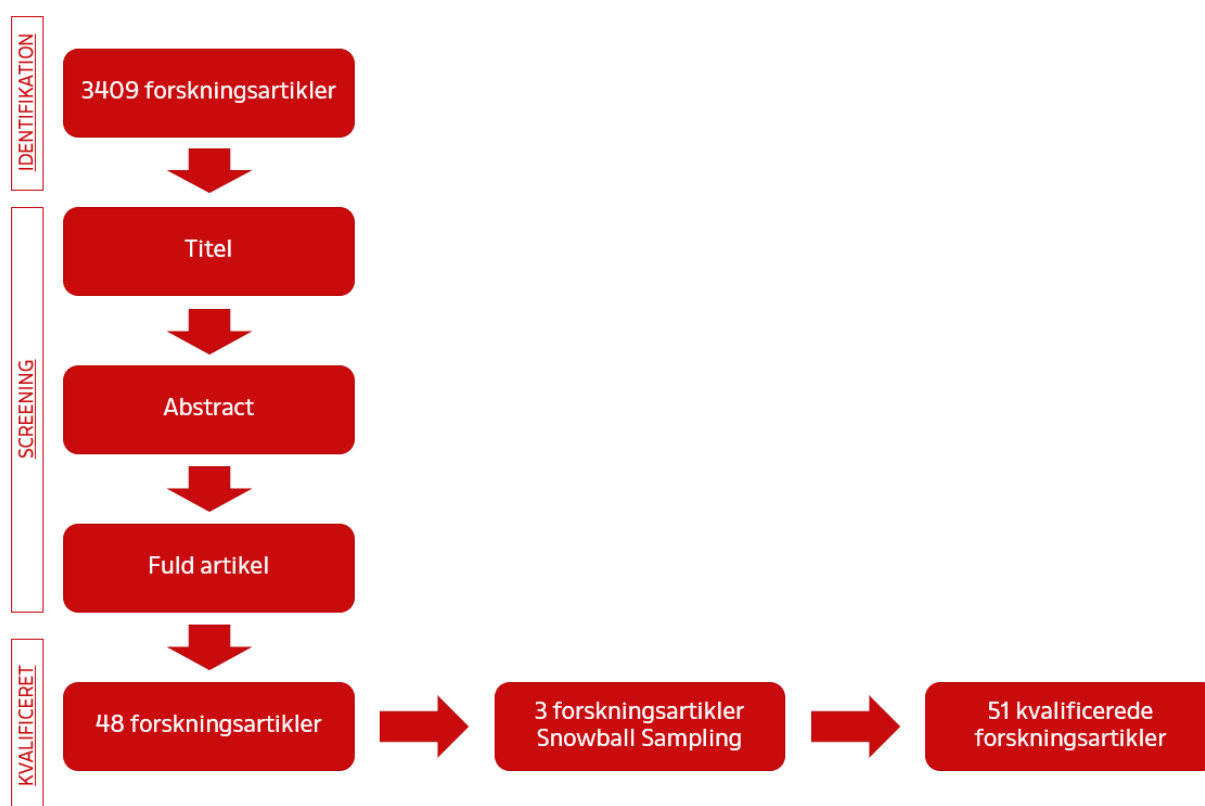 IDENTIFIKATION
3409 forskningsartikler
SCREENING
Titel
Abstract
Fuld artikel
KVALIFICERET
48 forskningsartikler
3 forskningsartikler
Snowball Sampling
51 kvalificerede
forskningsartikler